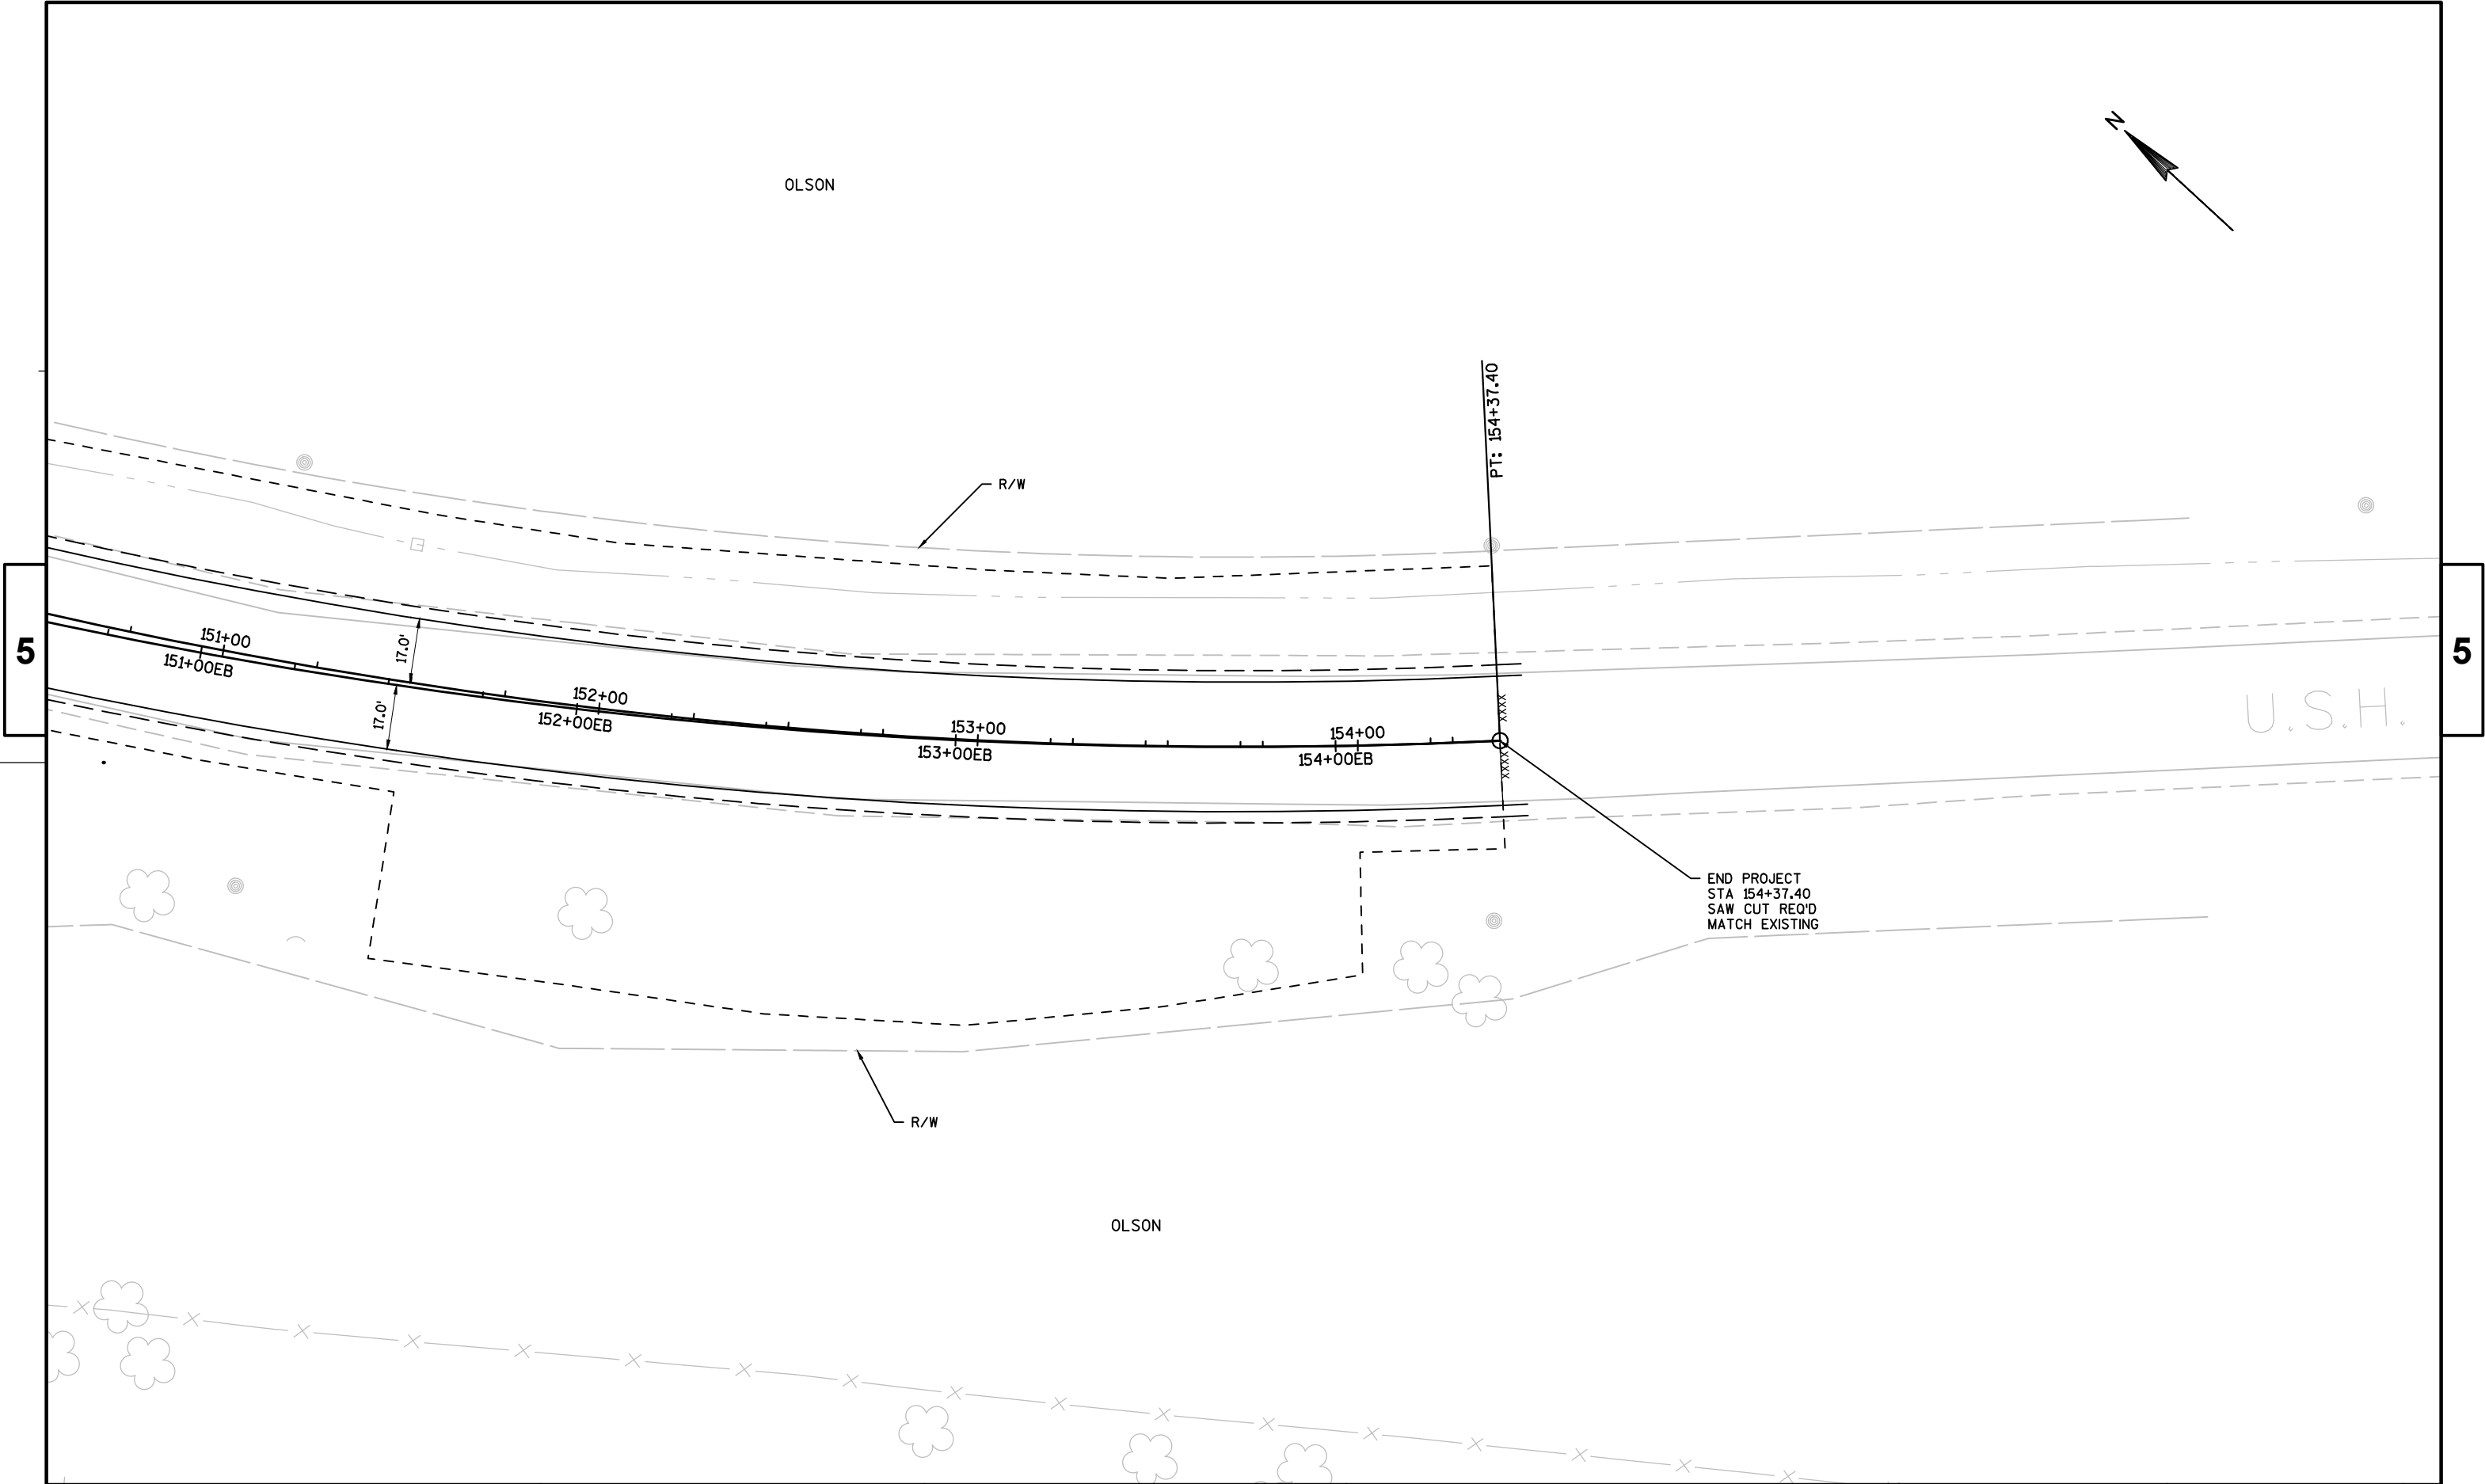 N
OLSON
PT: 154+37.40
R/W
5
5
151+00
151+00EB
17.0'
17.0'
152+00
152+00EB
153+00
153+00EB
154+00
154+00EB
XXXX
XXXXX
U.S.H.
END PROJECT
STA 154+37.40
SAW CUT REQ'D
MATCH EXISTING
R/W
OLSON